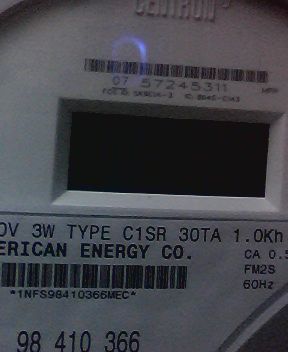 CENTRON
07 57245311
0V 3W TYPE C1SR 30TA 1.0Kh
ERICAN ENERGY CO.
CA 0.5
FM2S
*1NFS98410366MEC*
60Hz
98 410 366